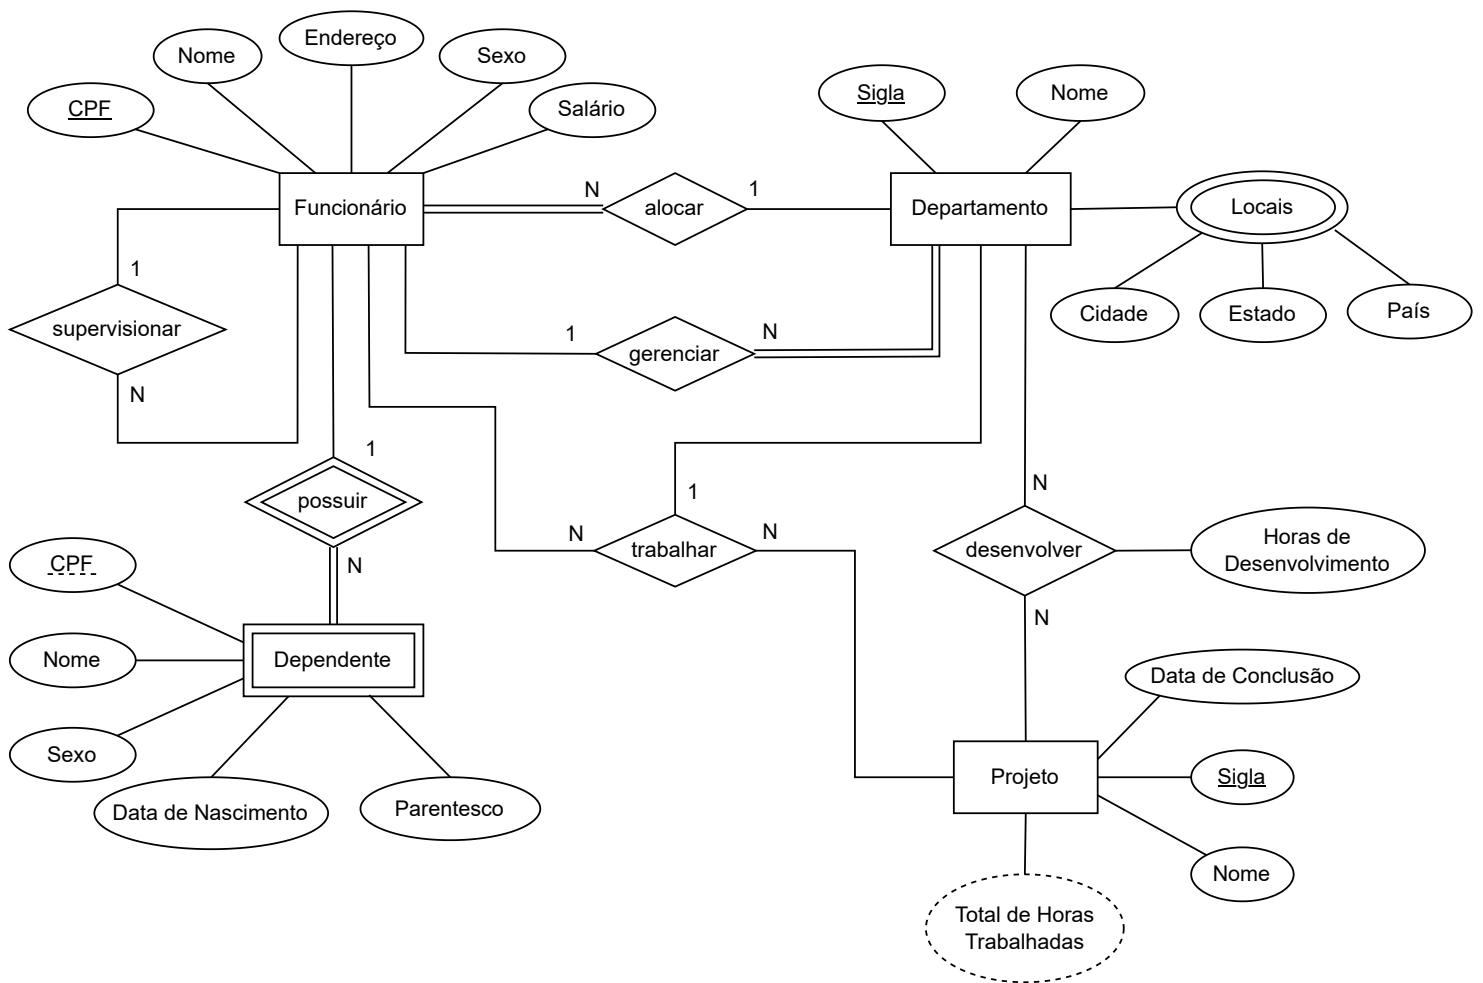 Endereço
Nome
Sexo
CPF
Salário
Sigla
Nome
Funcionário
N
alocar
1
Departamento
Locais
1
supervisionar
N
1
gerenciar
N
Cidade
Estado
País
1
possuir
N
N
trabalhar
1
N
N
desenvolver
N
Horas de
Desenvolvimento
CPF
Nome
Sexo
Dependente
Data de Nascimento
Parentesco
Data de Conclusão
Projeto
Sigla
Nome
Total de Horas
Trabalhadas